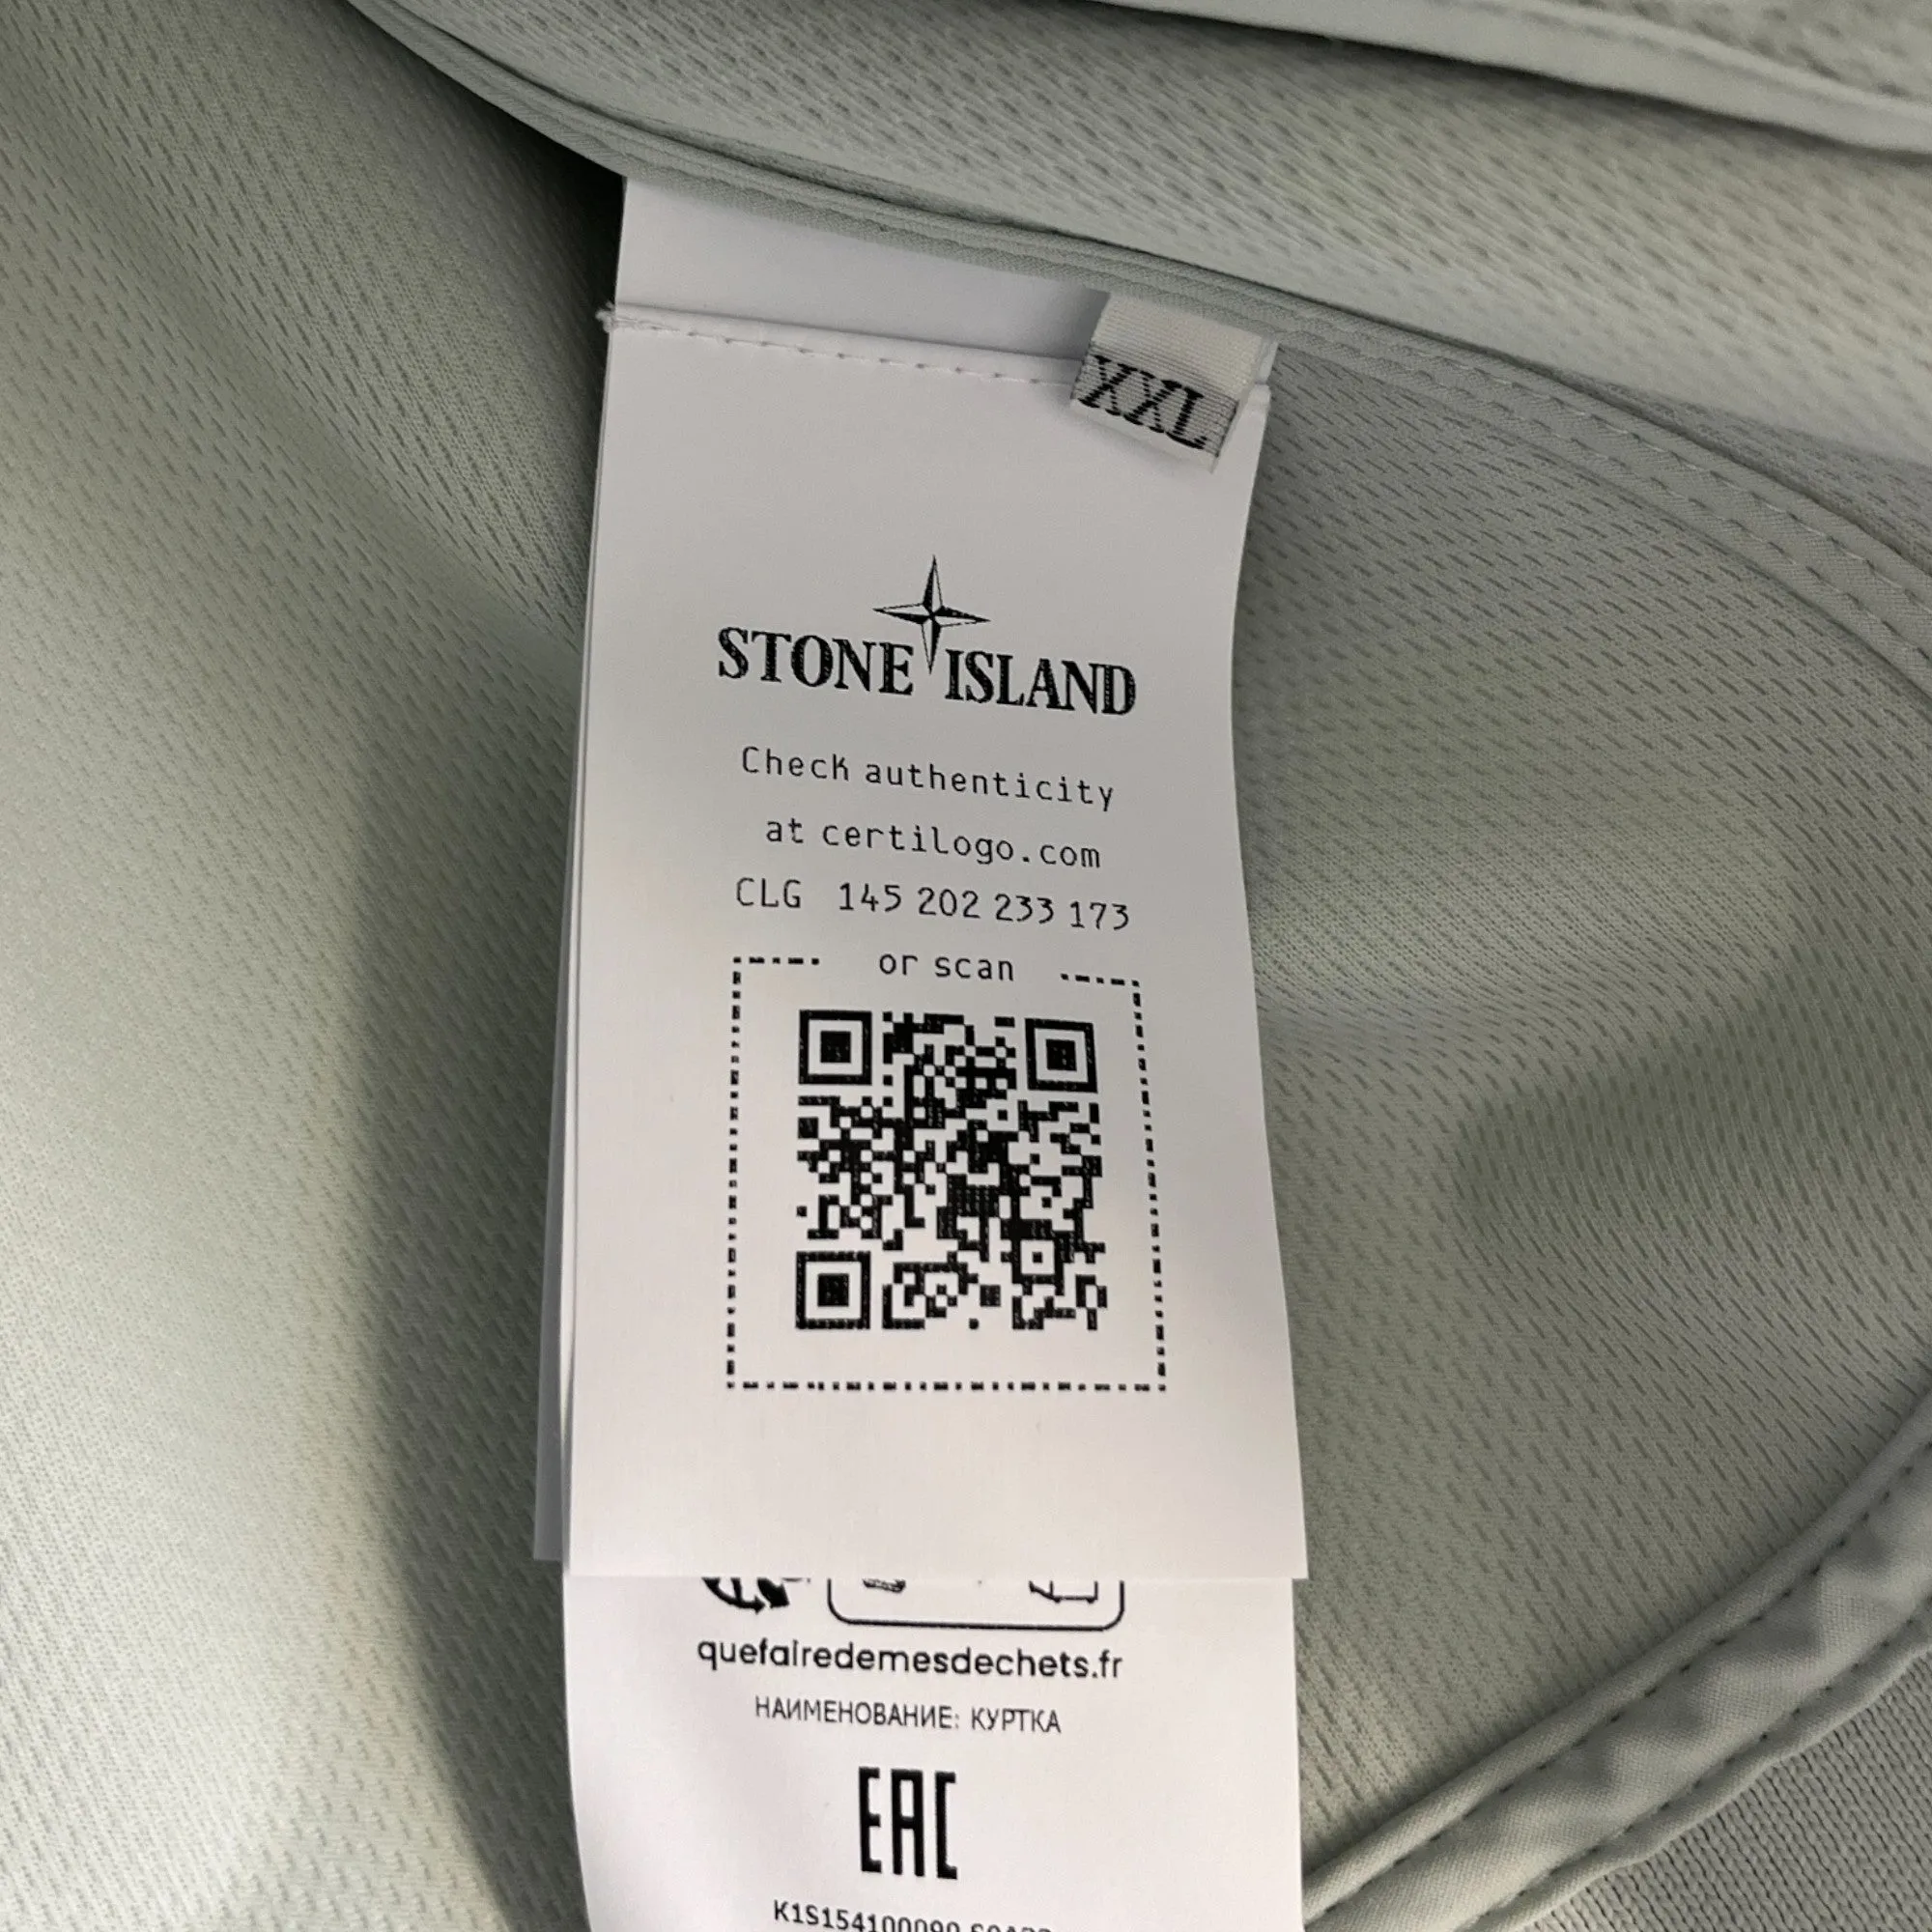 XXL
STONE ISLAND
Check authenticity
at certilogo.com
CLG 145 202 233 173
or scan
quefairedemesdechets.fr
НАИМЕНОВАНИЕ: КУРТКА
EAC
K1S154100090